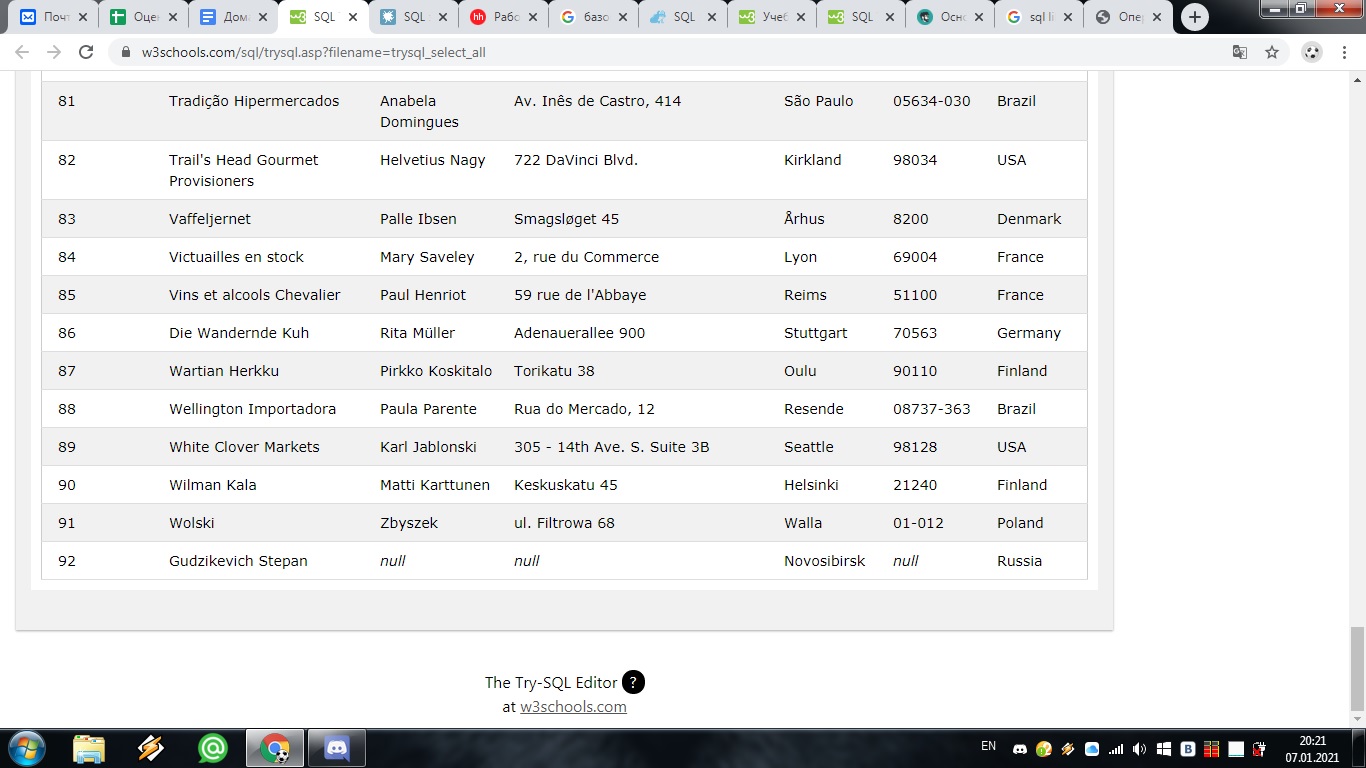 Почт Оцен Дома SQL SQL Рабо базо SQL Учеб SQL Осно sql li Опер
w3schools.com/sql/trysql.asp?filename=trysql_select_all
81 Tradição Hipermercados Anabela Domingues Av. Inês de Castro, 414 São Paulo 05634-030 Brazil
82 Trail's Head Gourmet Provisioners Helvetius Nagy 722 DaVinci Blvd. Kirkland 98034 USA
83 Vaffeljernet Palle Ibsen Smagsløget 45 Århus 8200 Denmark
84 Victuailles en stock Mary Saveley 2, rue du Commerce Lyon 69004 France
85 Vins et alcools Chevalier Paul Henriot 59 rue de l'Abbaye Reims 51100 France
86 Die Wandernde Kuh Rita Müller Adenauerallee 900 Stuttgart 70563 Germany
87 Wartian Herkku Pirkko Koskitalo Torikatu 38 Oulu 90110 Finland
88 Wellington Importadora Paula Parente Rua do Mercado, 12 Resende 08737-363 Brazil
89 White Clover Markets Karl Jablonski 305 - 14th Ave. S. Suite 3B Seattle 98128 USA
90 Wilman Kala Matti Karttunen Keskuskatu 45 Helsinki 21240 Finland
91 Wolski Zbyszek ul. Filtrowa 68 Walla 01-012 Poland
92 Gudzikevich Stepan null null Novosibirsk null Russia
The Try-SQL Editor ?
at w3schools.com
EN 20:21
07.01.2021